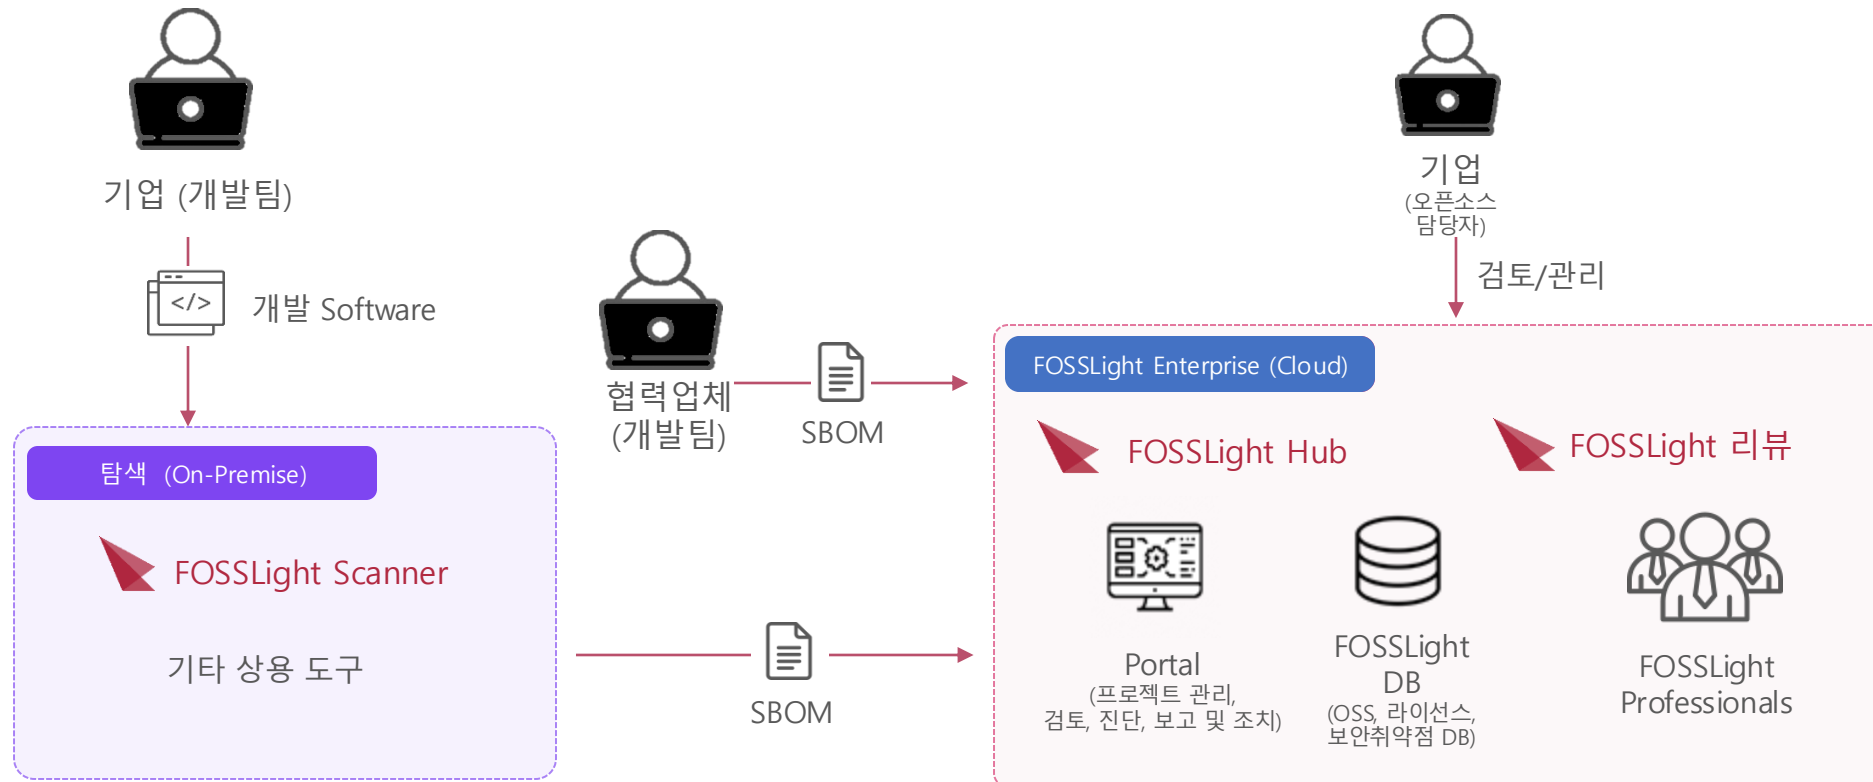 기업 (개발팀)
개발 Software
탐색 (On-Premise)
FOSSLight Scanner
기타 상용 도구
협력업체
(개발팀)
SBOM
SBOM
기업
(오픈소스
담당자)
검토/관리
FOSSLight Enterprise (Cloud)
FOSSLight Hub
FOSSLight 리뷰
</>
Portal
(프로젝트 관리,
검토, 진단, 보고 및 조치)
FOSSLight
DB
(OSS, 라이선스,
보안취약점 DB)
FOSSLight
Professionals